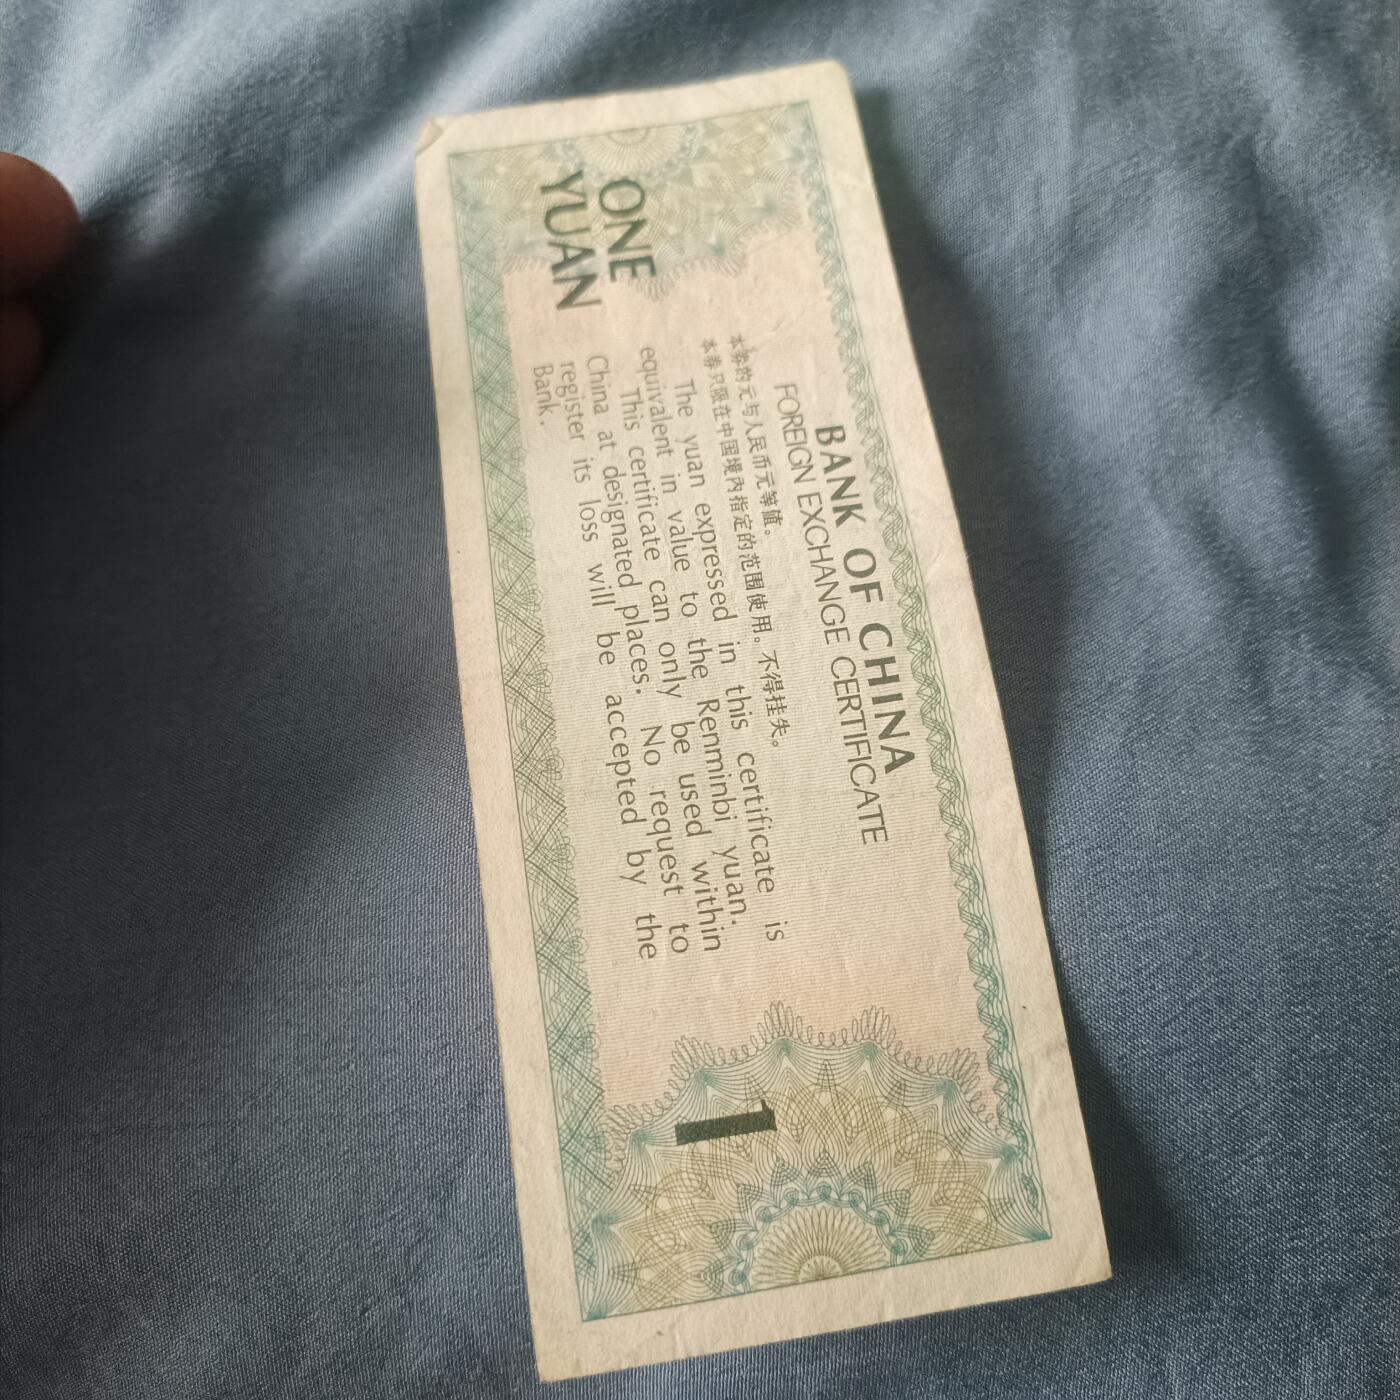 BANK OF CHINA
FOREIGN EXCHANGE CERTIFICATE
本券的元与人民币元等值。
本券只限在中国境内指定的范围使用。不得挂失。
The yuan expressed in this certificate is
equivalent in value to the Renminbi yuan.
This certificate can only be used within
China at designated places. No request to
register its loss will be accepted by the
Bank.
ONE
YUAN
1